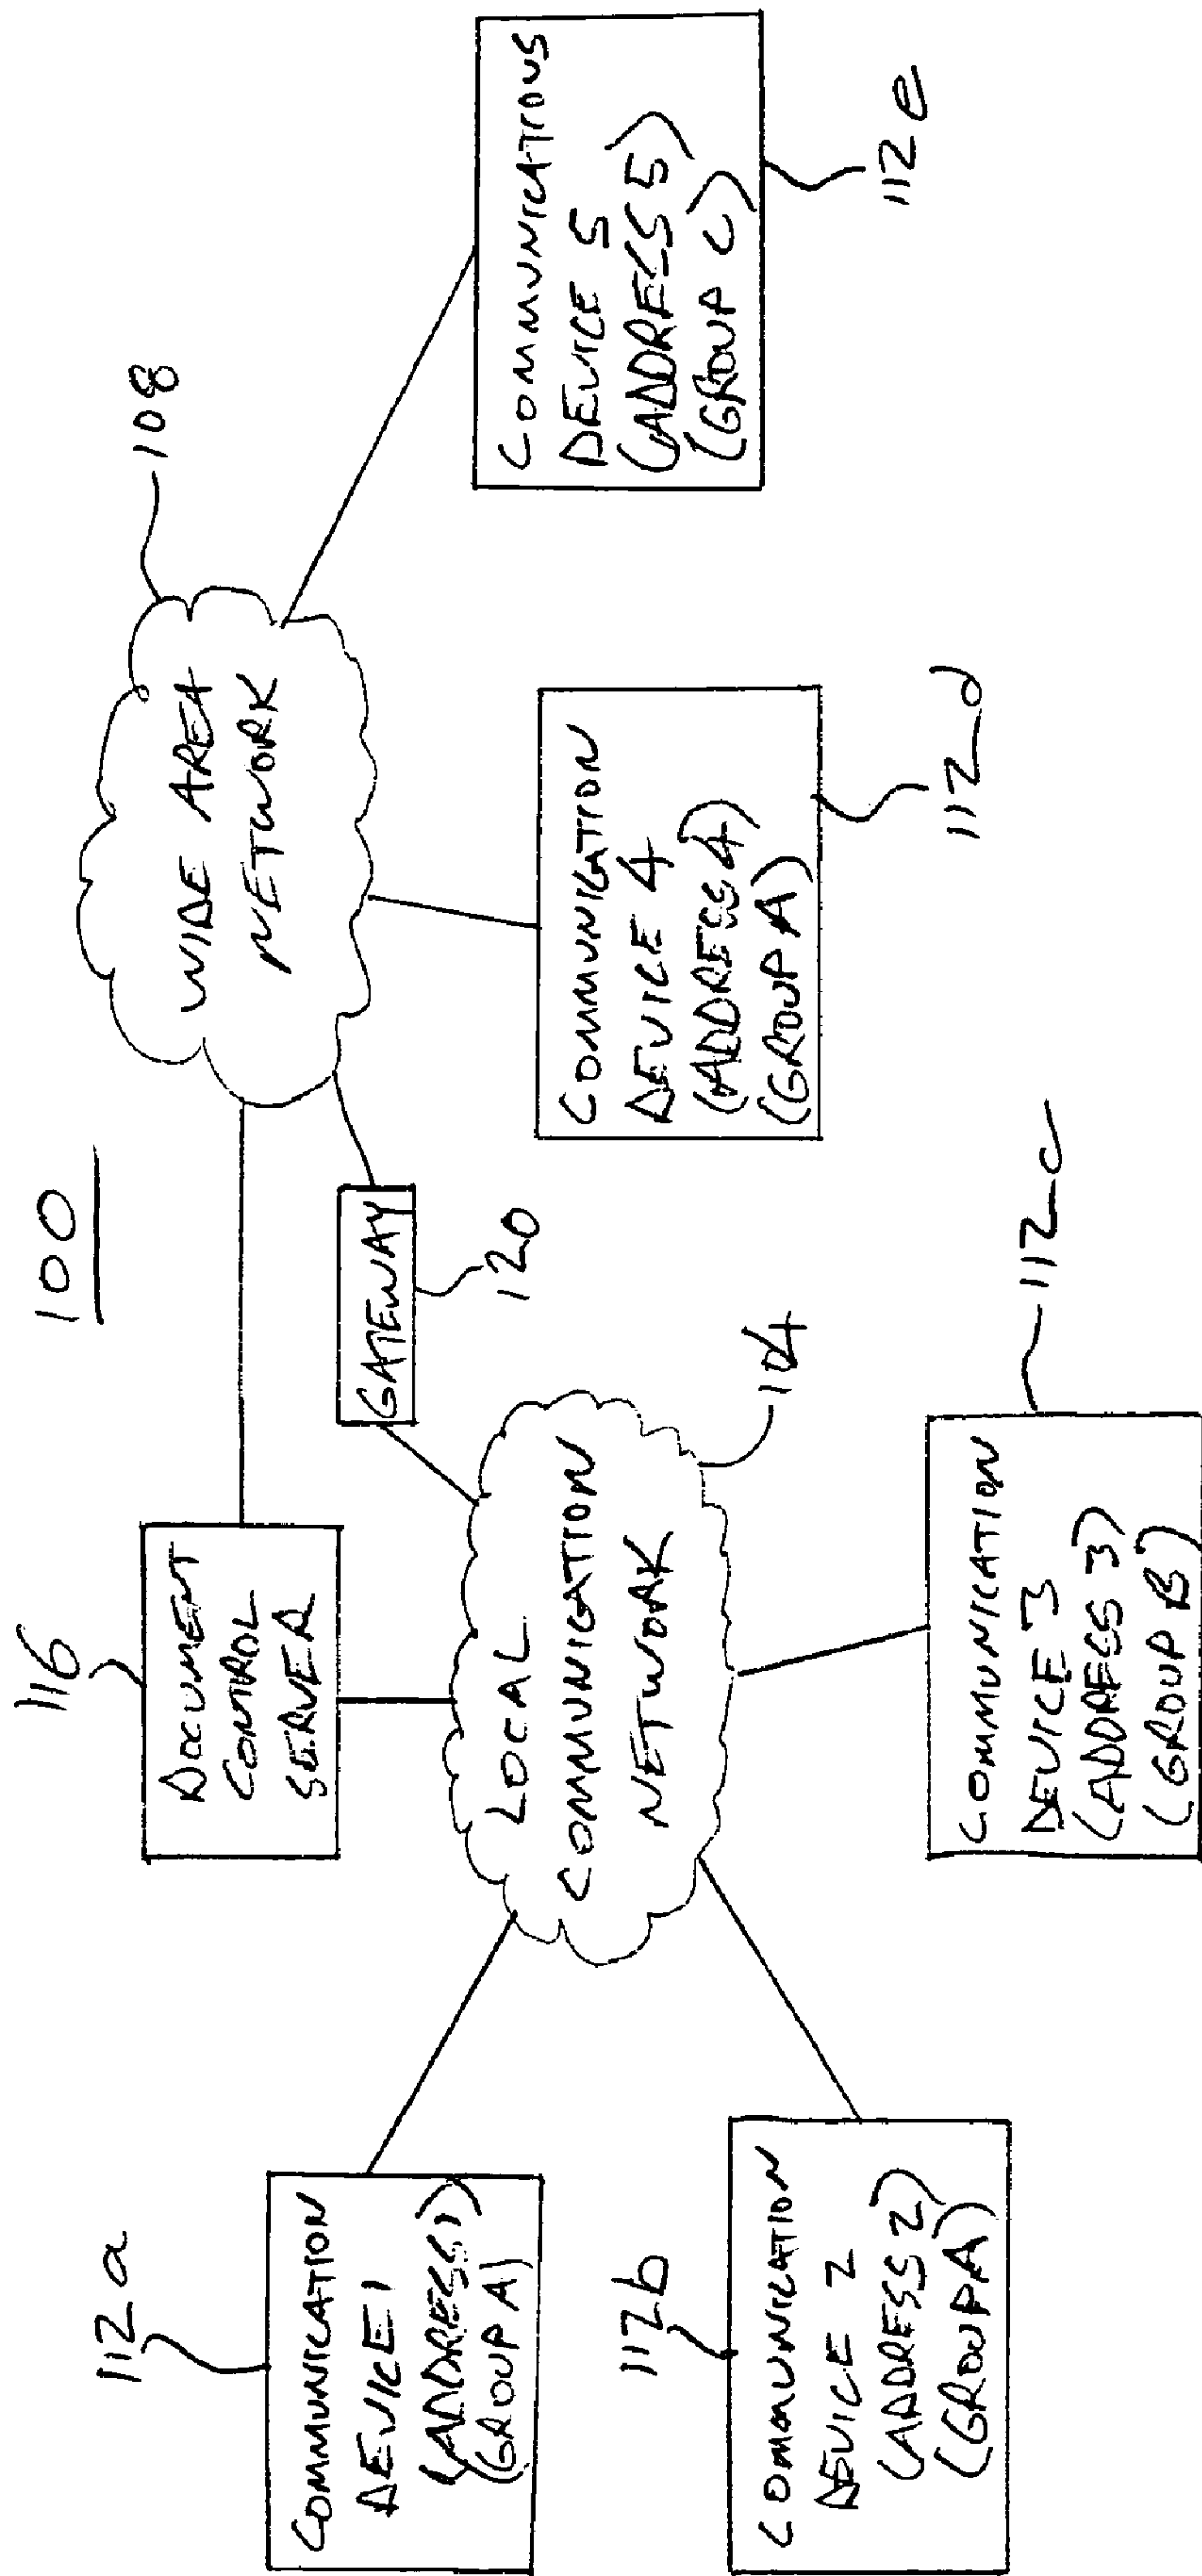 100
116
DOCUMENT
CONTROL
SERVER
108
WIDE AREA
NETWORK
GATEWAY
120
112a
COMMUNICATION
DEVICE 1
(ADDRESS 1)
(GROUP A)
LOCAL
COMMUNICATION
NETWORK
104
COMMUNICATIONS
DEVICE 5
(ADDRESS 5)
(GROUP C)
112e
112b
COMMUNICATION
DEVICE 2
(ADDRESS 2)
(GROUP A)
COMMUNICATION
DEVICE 3
(ADDRESS 3)
(GROUP B)
112c
COMMUNICATION
DEVICE 4
(ADDRESS 4)
(GROUP A)
112d